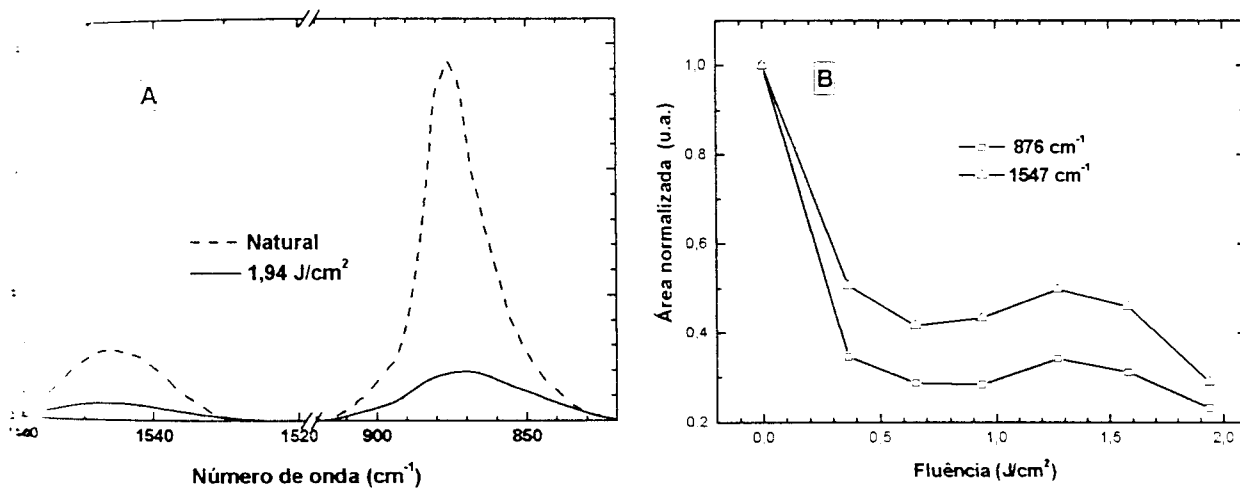 A
Natural
1,94 J/cm²
1540
1520
900
850
Número de onda (cm⁻¹)
B
1,0
0,8
0,6
0,4
0,2
0,0
0,5
1,0
1,5
2,0
Área normalizada (u.a.)
876 cm⁻¹
1547 cm⁻¹
Fluência (J/cm²)